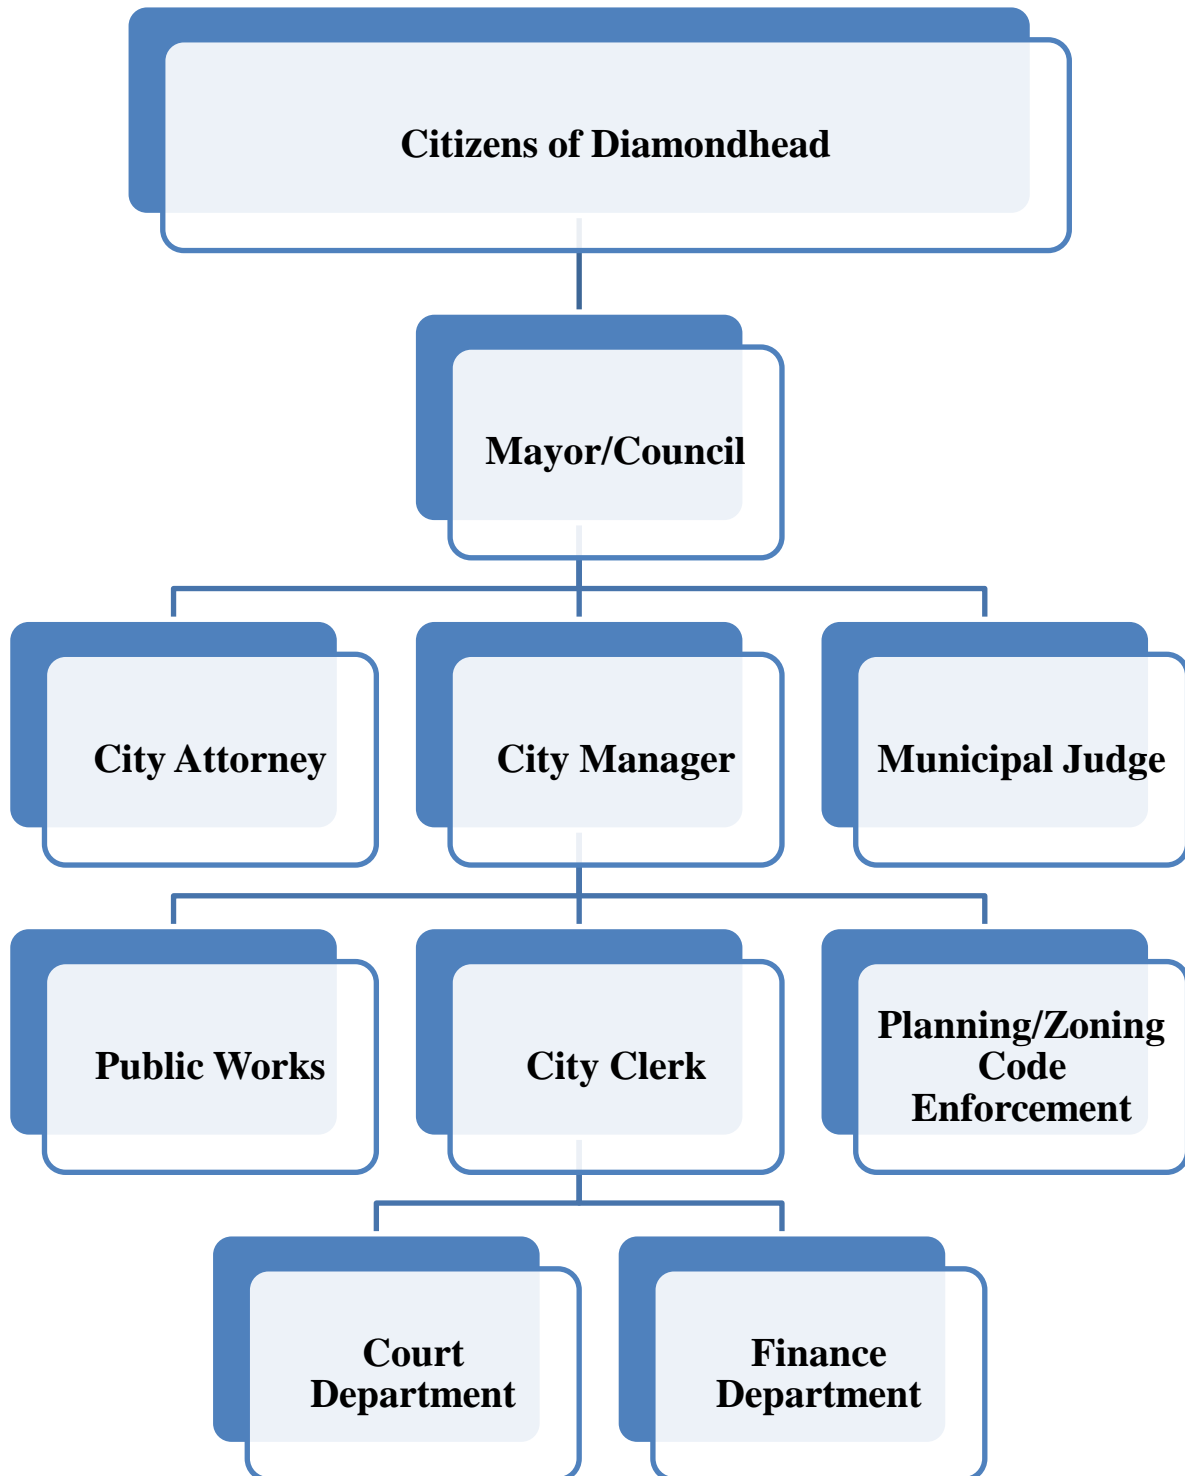 Citizens of Diamondhead
Mayor/Council
City Attorney
City Manager
Municipal Judge
Public Works
City Clerk
Planning/Zoning
Code
Enforcement
Court
Department
Finance
Department